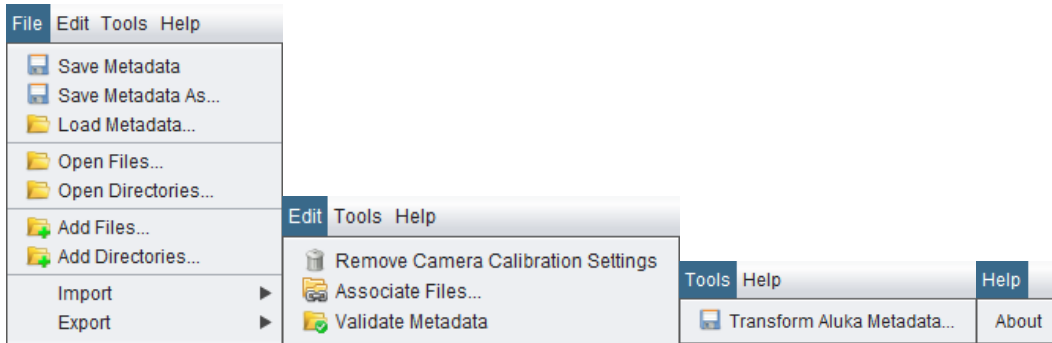 File Edit Tools Help
Save Metadata
Save Metadata As...
Load Metadata...
Open Files...
Open Directories...
Add Files...
Add Directories...
Import
Export
Edit Tools Help
Remove Camera Calibration Settings
Associate Files...
Validate Metadata
Tools Help
Transform Aluka Metadata...
Help
About